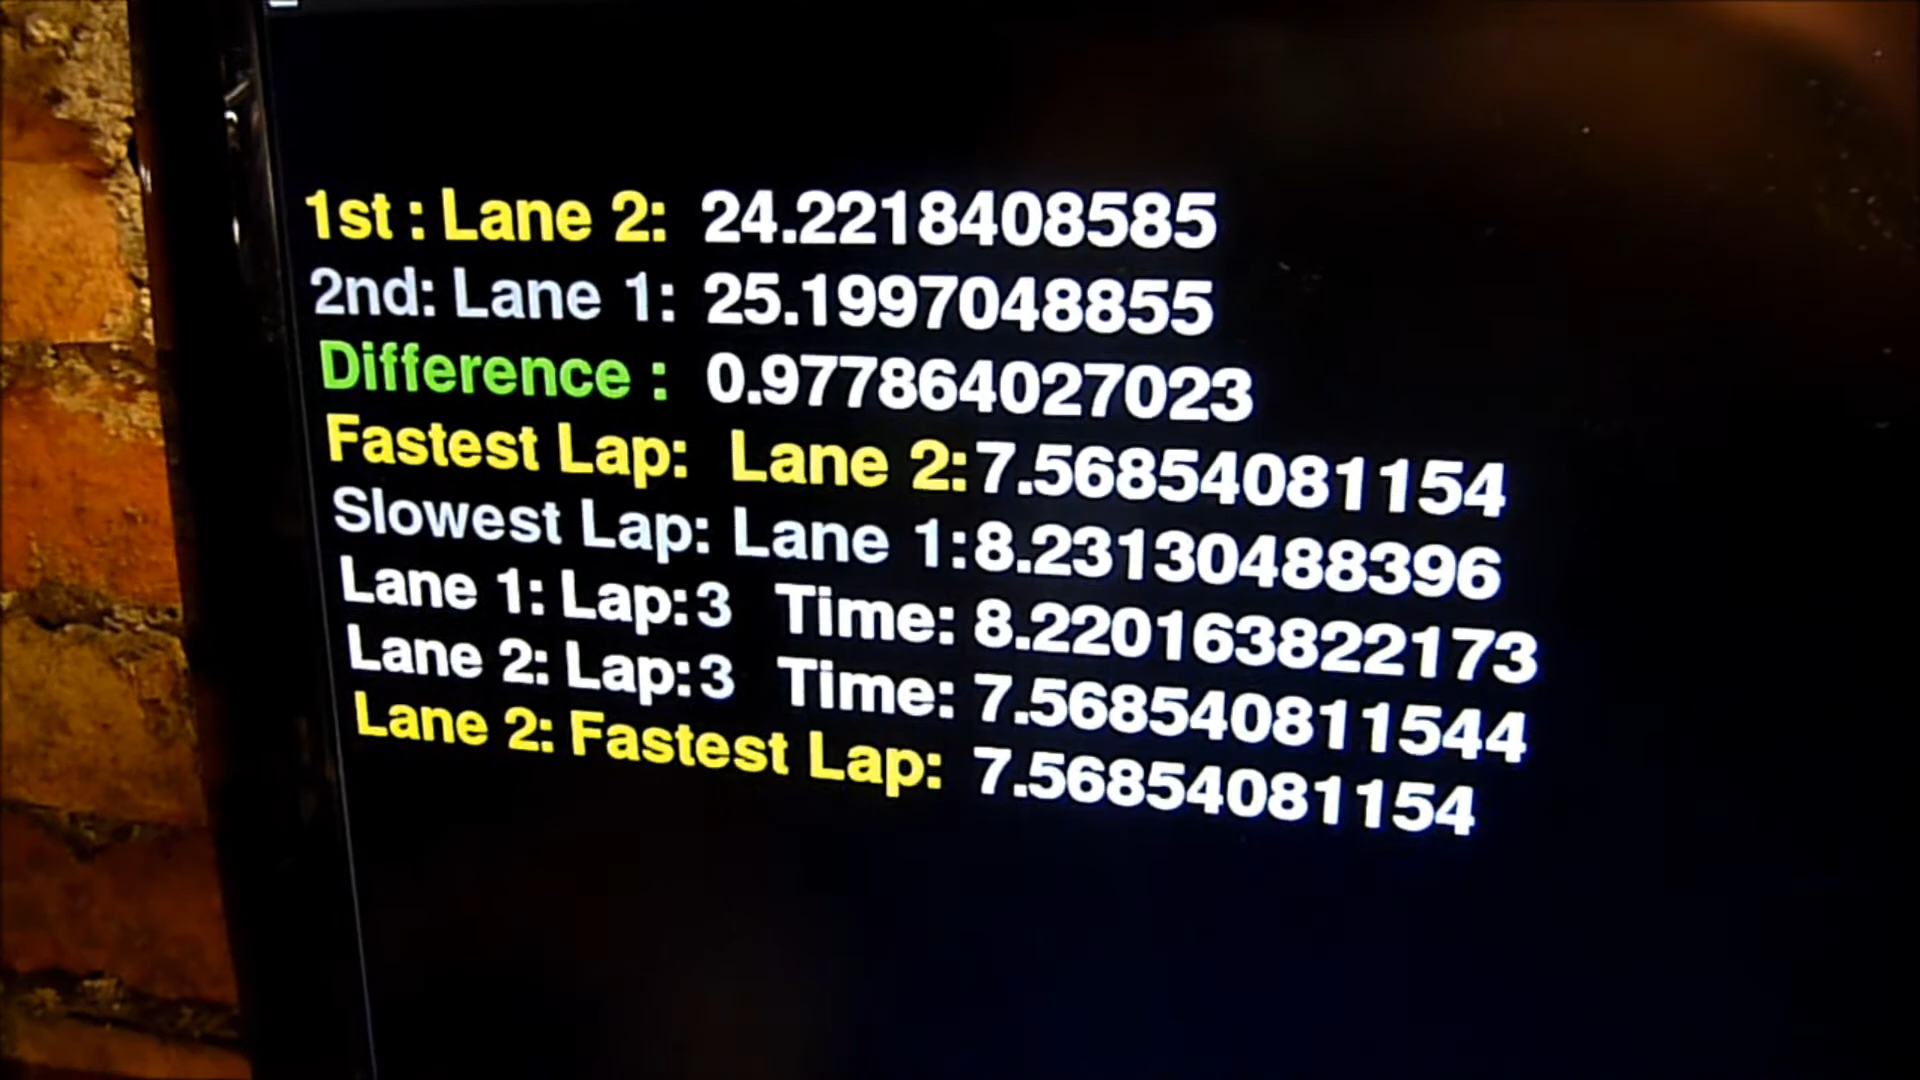 1st : Lane 2: 24.2218408585
2nd: Lane 1: 25.1997048855
Difference : 0.977864027023
Fastest Lap: Lane 2:7.56854081154
Slowest Lap: Lane 1:8.23130488396
Lane 1: Lap:3 Time: 8.220163822173
Lane 2: Lap:3 Time: 7.568540811544
Lane 2: Fastest Lap: 7.56854081154